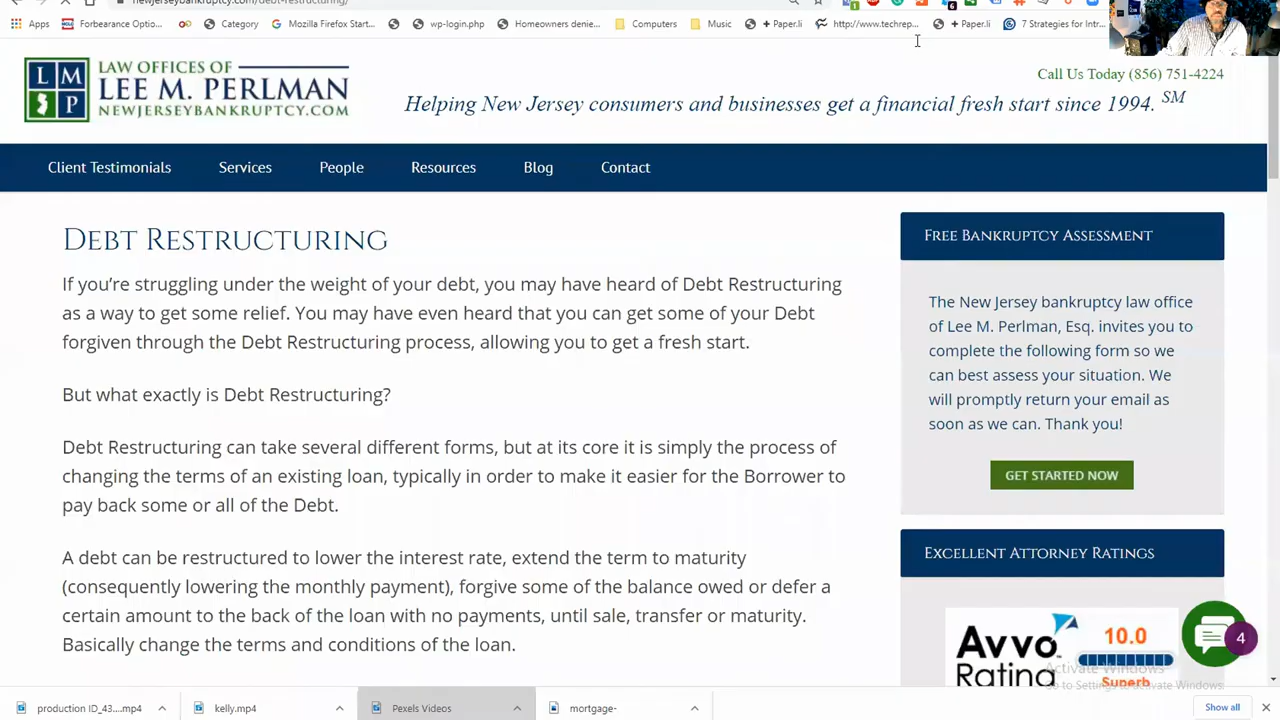 newjerseybankruptcy.com/debt-restructuring/
Apps
Forbearance Optio...
Category
Mozilla Firefox Start...
wp-login.php
Homeowners denie...
Computers
Music
+ Paper.li
http://www.techrep...
+ Paper.li
7 Strategies for Intr...
LMP
LAW OFFICES OF
LEE M. PERLMAN
NEWJERSEYBANKRUPTCY.COM
Call Us Today (856) 751-4224
Helping New Jersey consumers and businesses get a financial fresh start since 1994. SM
Client Testimonials
Services
People
Resources
Blog
Contact
DEBT RESTRUCTURING
If you’re struggling under the weight of your debt, you may have heard of Debt Restructuring
as a way to get some relief. You may have even heard that you can get some of your Debt
forgiven through the Debt Restructuring process, allowing you to get a fresh start.
But what exactly is Debt Restructuring?
Debt Restructuring can take several different forms, but at its core it is simply the process of
changing the terms of an existing loan, typically in order to make it easier for the Borrower to
pay back some or all of the Debt.
A debt can be restructured to lower the interest rate, extend the term to maturity
(consequently lowering the monthly payment), forgive some of the balance owed or defer a
certain amount to the back of the loan with no payments, until sale, transfer or maturity.
Basically change the terms and conditions of the loan.
FREE BANKRUPTCY ASSESSMENT
The New Jersey bankruptcy law office
of Lee M. Perlman, Esq. invites you to
complete the following form so we
can best assess your situation. We
will promptly return your email as
soon as we can. Thank you!
GET STARTED NOW
EXCELLENT ATTORNEY RATINGS
Avvo
Rating
10.0
Superb
4
Activate Windows
Go to Settings to activate Windows.
production ID_43....mp4
kelly.mp4
Pexels Videos
mortgage-
Show all